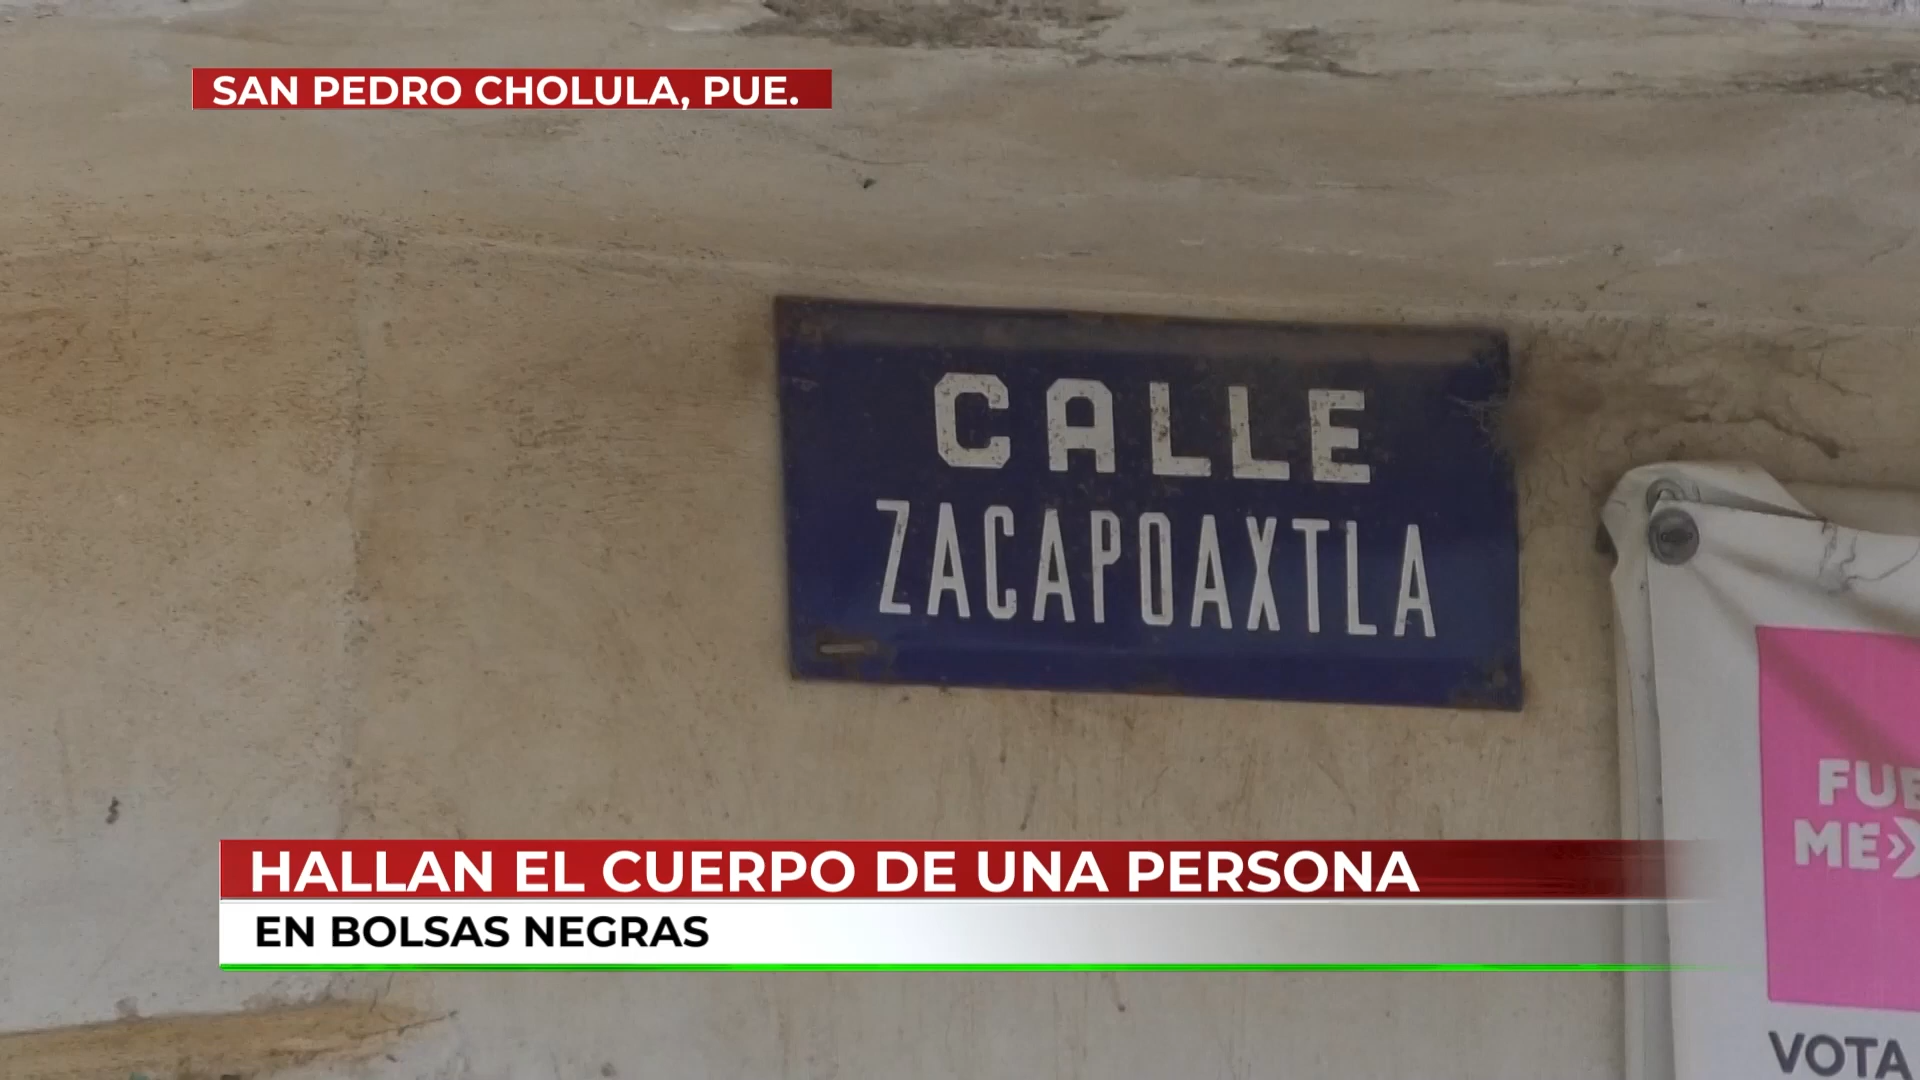 SAN PEDRO CHOLULA, PUE.
CALLE
ZACAPOAXTLA
HALLAN EL CUERPO DE UNA PERSONA
EN BOLSAS NEGRAS
VOTA